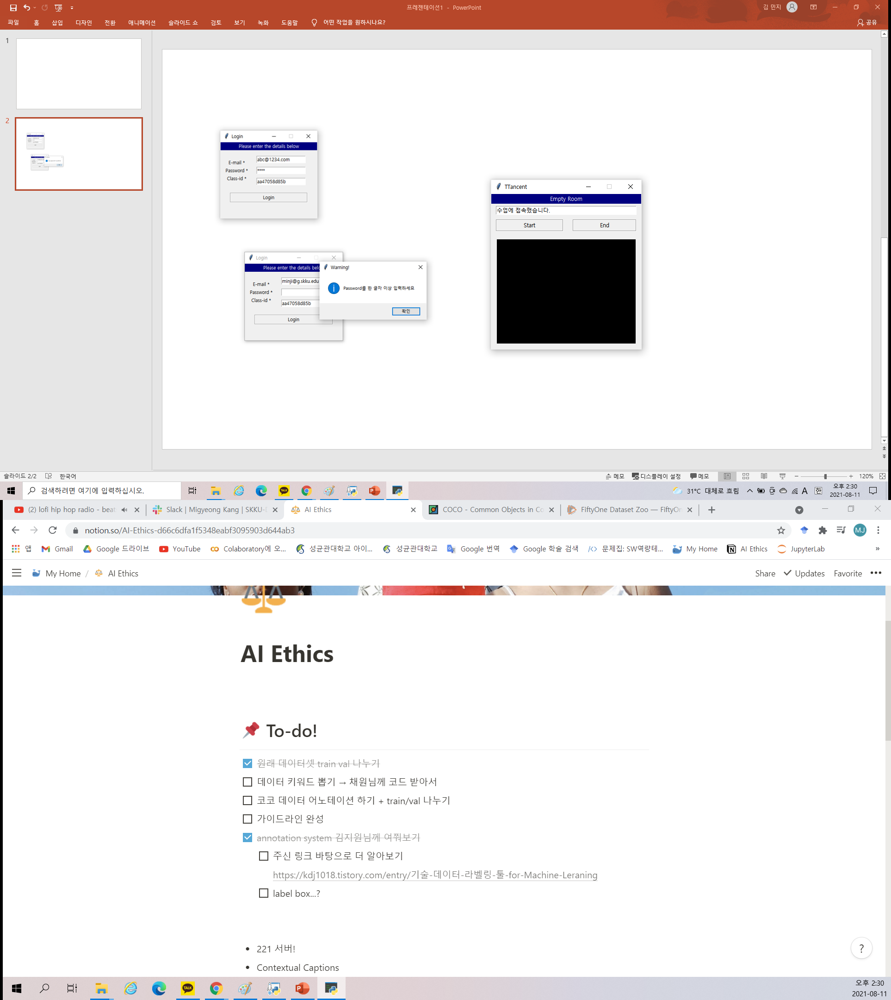 프레젠테이션1 - PowerPoint
김 민지
파일 홈 삽입 디자인 전환 애니메이션 슬라이드 쇼 검토 보기 녹화 도움말 어떤 작업을 원하시나요? 공유
1
2
Login
Please enter the details below
E-mail * abc@1234.com
Password * ****
Class-id * aa47058d85b
Login
Login
Please enter the details belo
E-mail * minji@g.skku.edu
Password *
Class-id * aa47058d85b
Login
Warning!
Password를 한 글자 이상 입력하세요
확인
TTancent
Empty Room
수업에 접속했습니다.
Start End
슬라이드 2/2 한국어 메모 디스플레이 설정 메모 120%
검색하려면 여기에 입력하십시오. TALK 31°C 대체로 흐림 A 한 오후 2:30
2021-08-11
(2) lofi hip hop radio - beat Slack | Migyeong Kang | SKKU- AI Ethics COCO - Common Objects in Co FiftyOne Dataset Zoo — FiftyOn
notion.so/AI-Ethics-d66c6dfa1f5348eabf3095903d644ab3 MJ
앱 Gmail Google 드라이브 YouTube Colaboratory에 오... 성균관대학교 아이... 성균관대학교 Google 번역 Google 학술 검색 문제집: SW역량테... My Home AI Ethics JupyterLab »
My Home / AI Ethics Share Updates Favorite
AI Ethics
To-do!
원래 데이터셋 train val 나누기
데이터 키워드 뽑기 → 채원님께 코드 받아서
코코 데이터 어노테이션 하기 + train/val 나누기
가이드라인 완성
annotation system 김지원님께 여쭤보기
주신 링크 바탕으로 더 알아보기
https://kdj1018.tistory.com/entry/기술-데이터-라벨링-툴-for-Machine-Leraning
label box...?
221 서버!
Contextual Captions
?
TALK 오후 2:30
2021-08-11